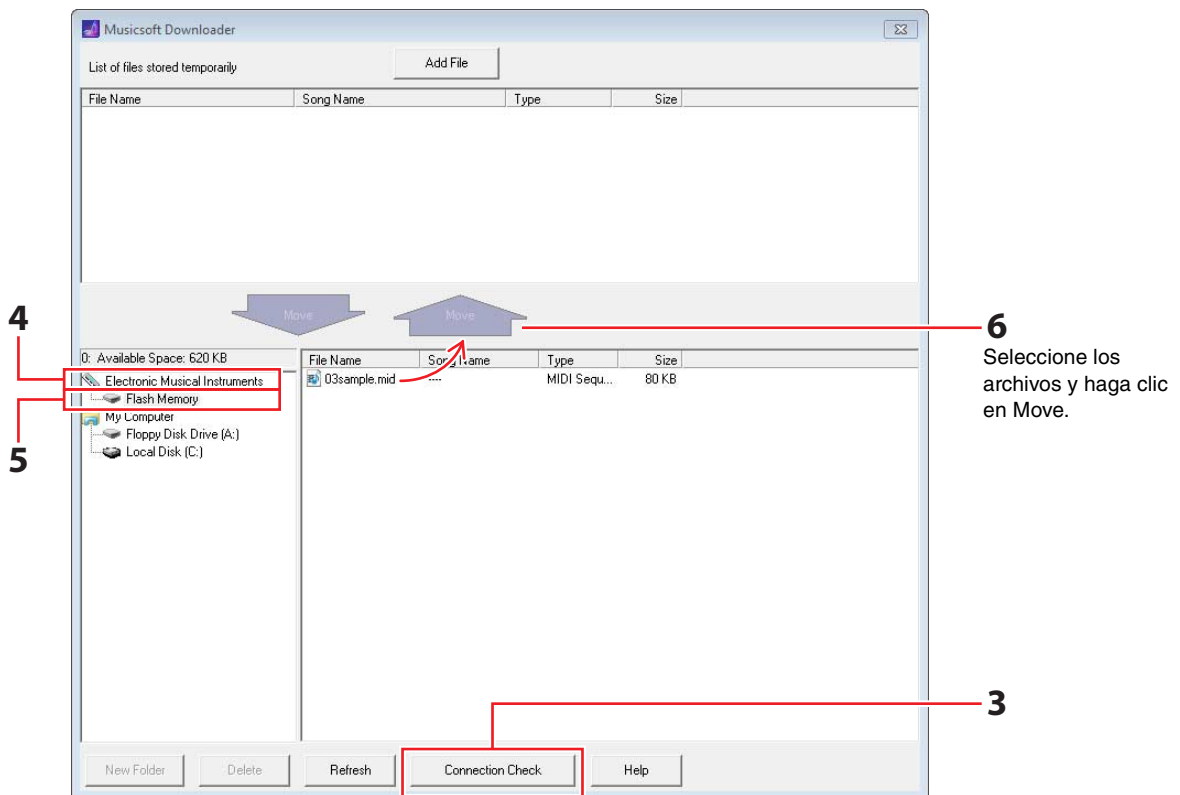 Musicsoft Downloader
List of files stored temporarily
Add File
File Name Song Name Type Size
Move Move
4
6
Seleccione los
archivos y haga clic
en Move.
0: Available Space: 620 KB
File Name Song Name Type Size
Electronic Musical Instruments
03sample.mid ---- MIDI Sequ... 80 KB
Flash Memory
5
My Computer
Floppy Disk Drive (A:)
Local Disk (C:)
3
New Folder Delete Refresh Connection Check Help